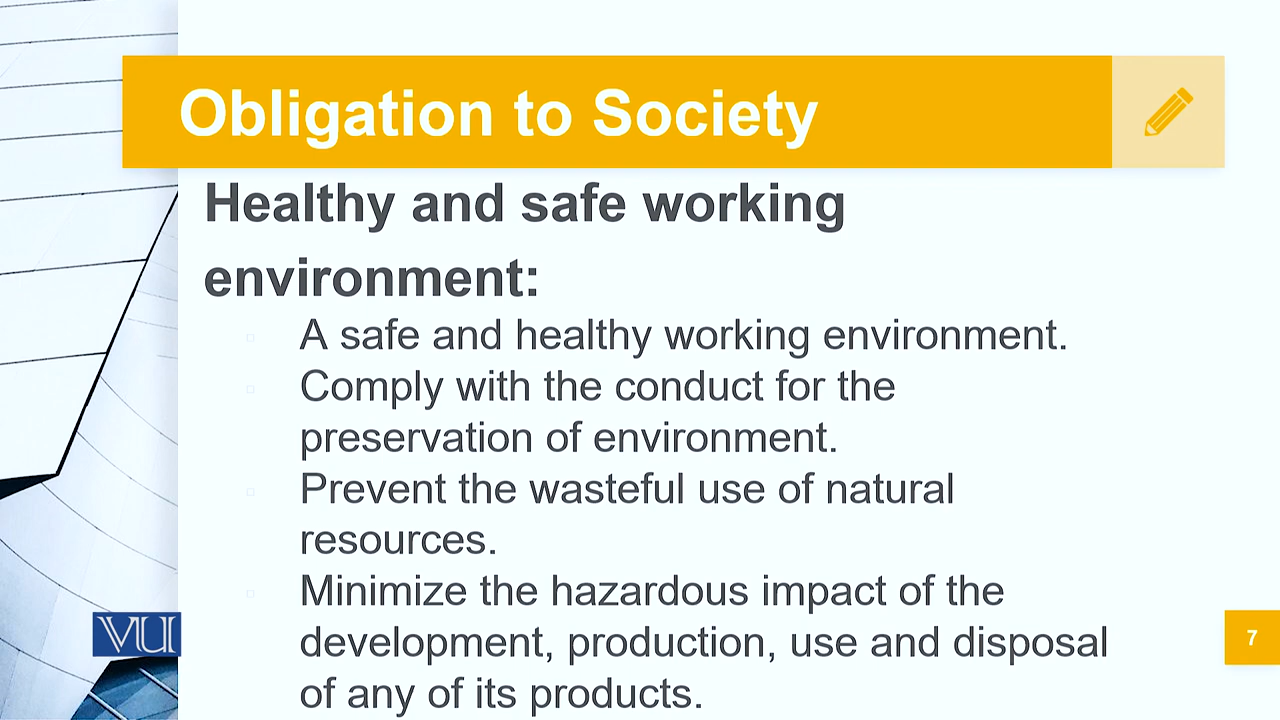 Obligation to Society
Healthy and safe working
environment:
A safe and healthy working environment.
Comply with the conduct for the
preservation of environment.
Prevent the wasteful use of natural
resources.
Minimize the hazardous impact of the
development, production, use and disposal
of any of its products.
VU
7